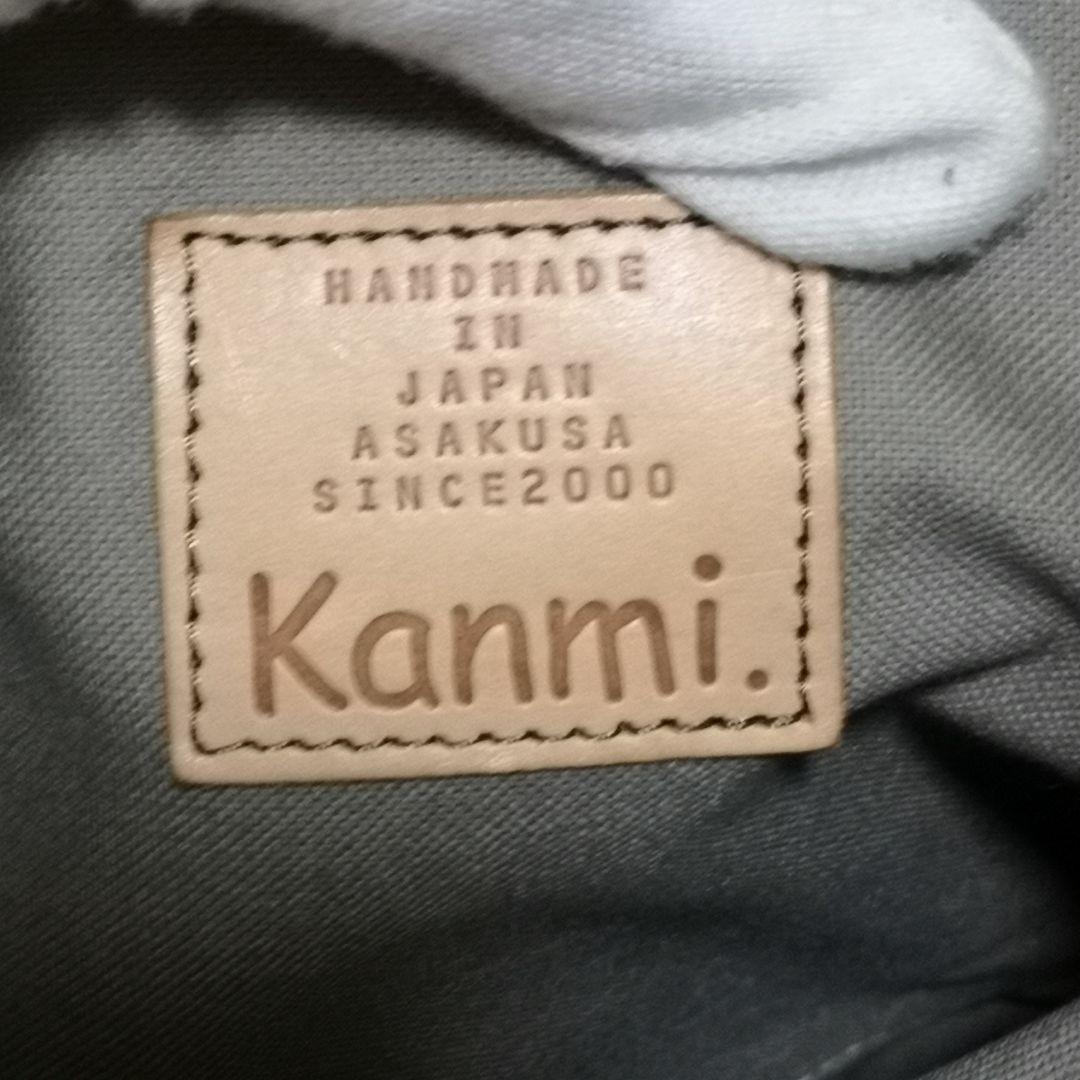 HANDMADE
IN
JAPAN
ASAKUSA
SINCE2000
Kanmi.